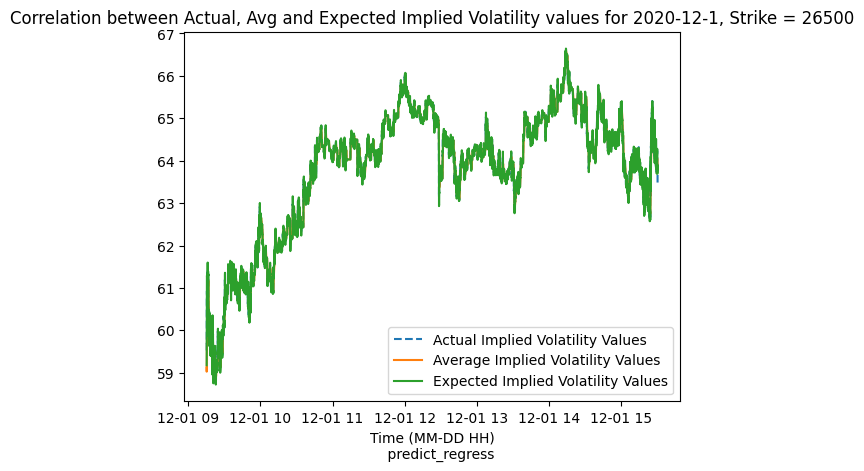 Correlation between Actual, Avg and Expected Implied Volatility values for 2020-12-1, Strike = 26500
67
66
65
64
63
62
61
60
59
Actual Implied Volatility Values
Average Implied Volatility Values
Expected Implied Volatility Values
12-01 09 12-01 10 12-01 11 12-01 12 12-01 13 12-01 14 12-01 15
Time (MM-DD HH)
predict_regress